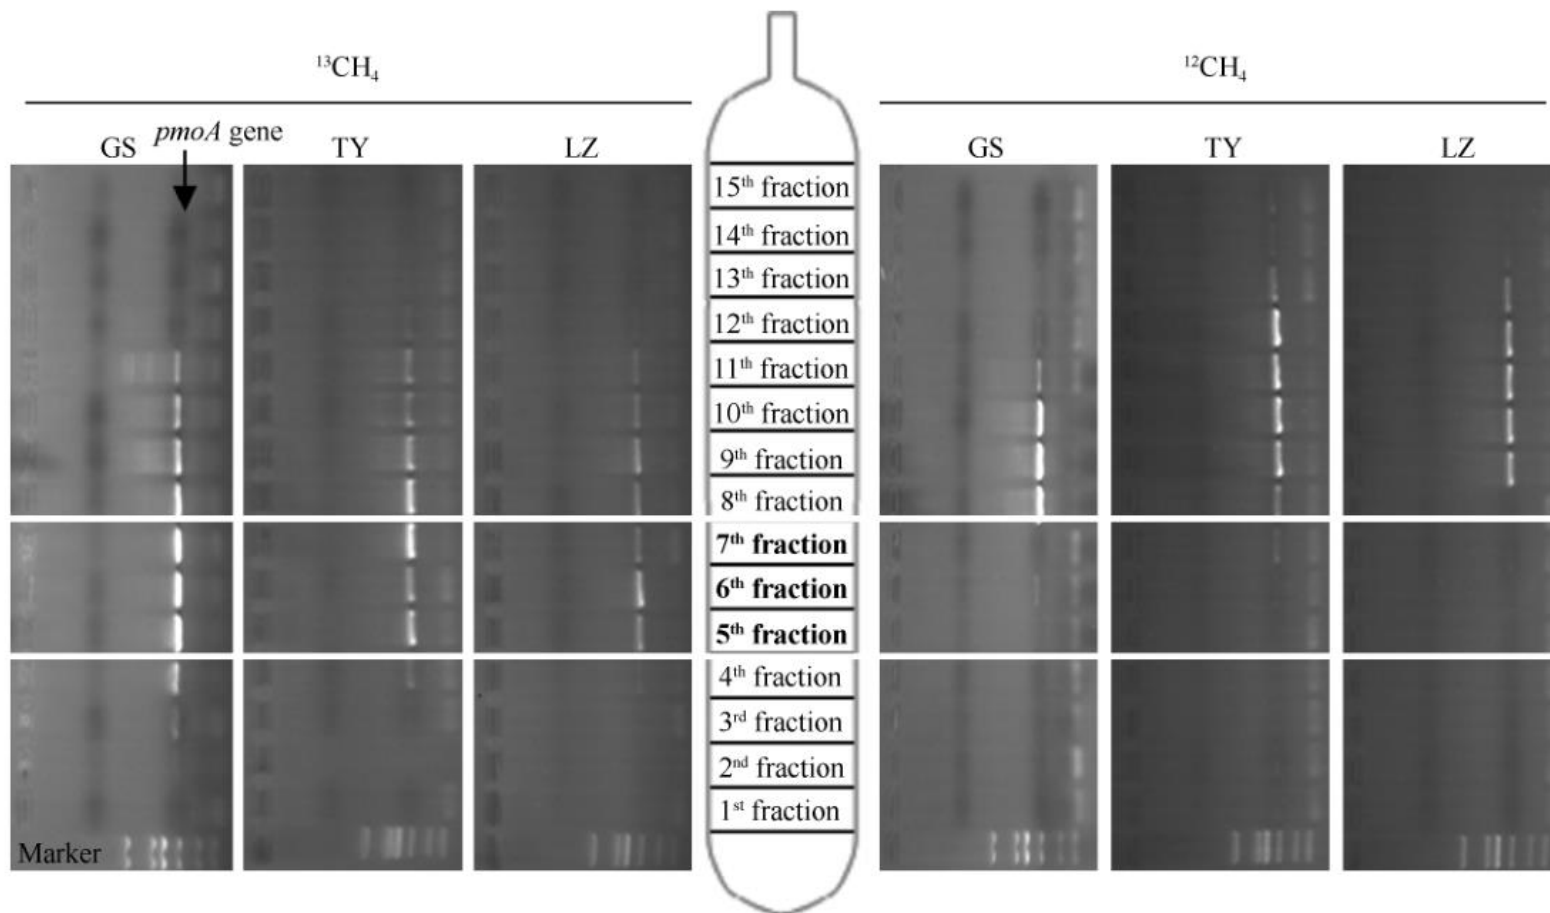 ¹³CH₄
¹²CH₄
GS
pmoA gene
TY
LZ
GS
TY
LZ
15ᵗʰ fraction
14ᵗʰ fraction
13ᵗʰ fraction
12ᵗʰ fraction
11ᵗʰ fraction
10ᵗʰ fraction
9ᵗʰ fraction
8ᵗʰ fraction
7ᵗʰ fraction
6ᵗʰ fraction
5ᵗʰ fraction
4ᵗʰ fraction
3ʳᵈ fraction
2ⁿᵈ fraction
1ˢᵗ fraction
Marker